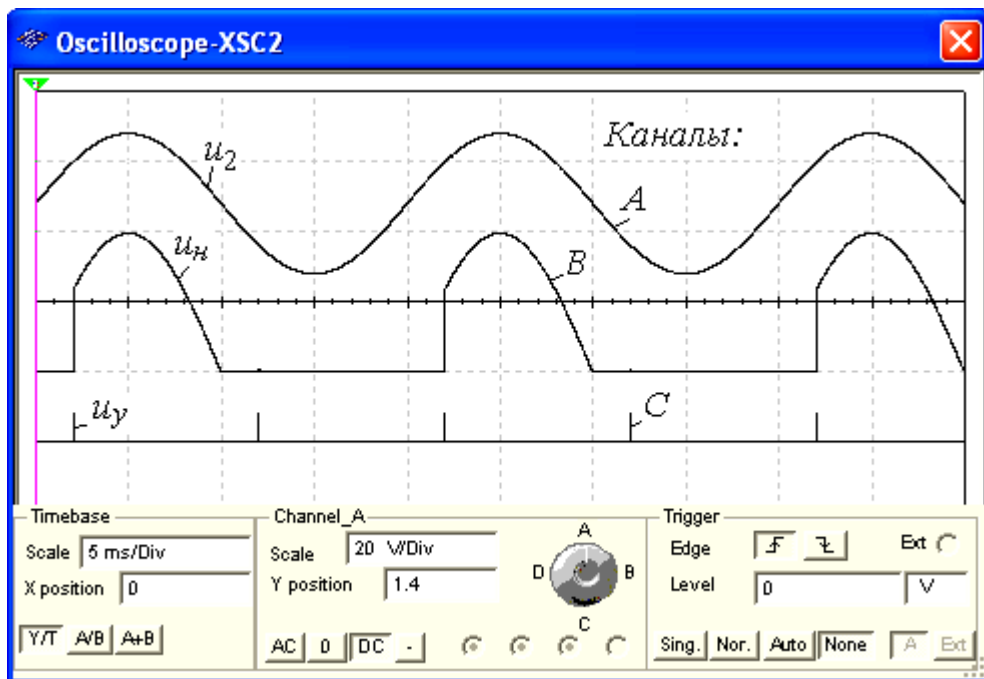 Oscilloscope-XSC2
Каналы:
u2
A
uн
B
uy
C
Timebase
Scale 5 ms/Div
X position 0
Y/T A/B A+B
Channel_A
Scale 20 V/Div
Y position 1.4
AC 0 DC -
A
D B
C
Trigger
Edge Ext
Level 0 V
Sing. Nor. Auto None A Ext